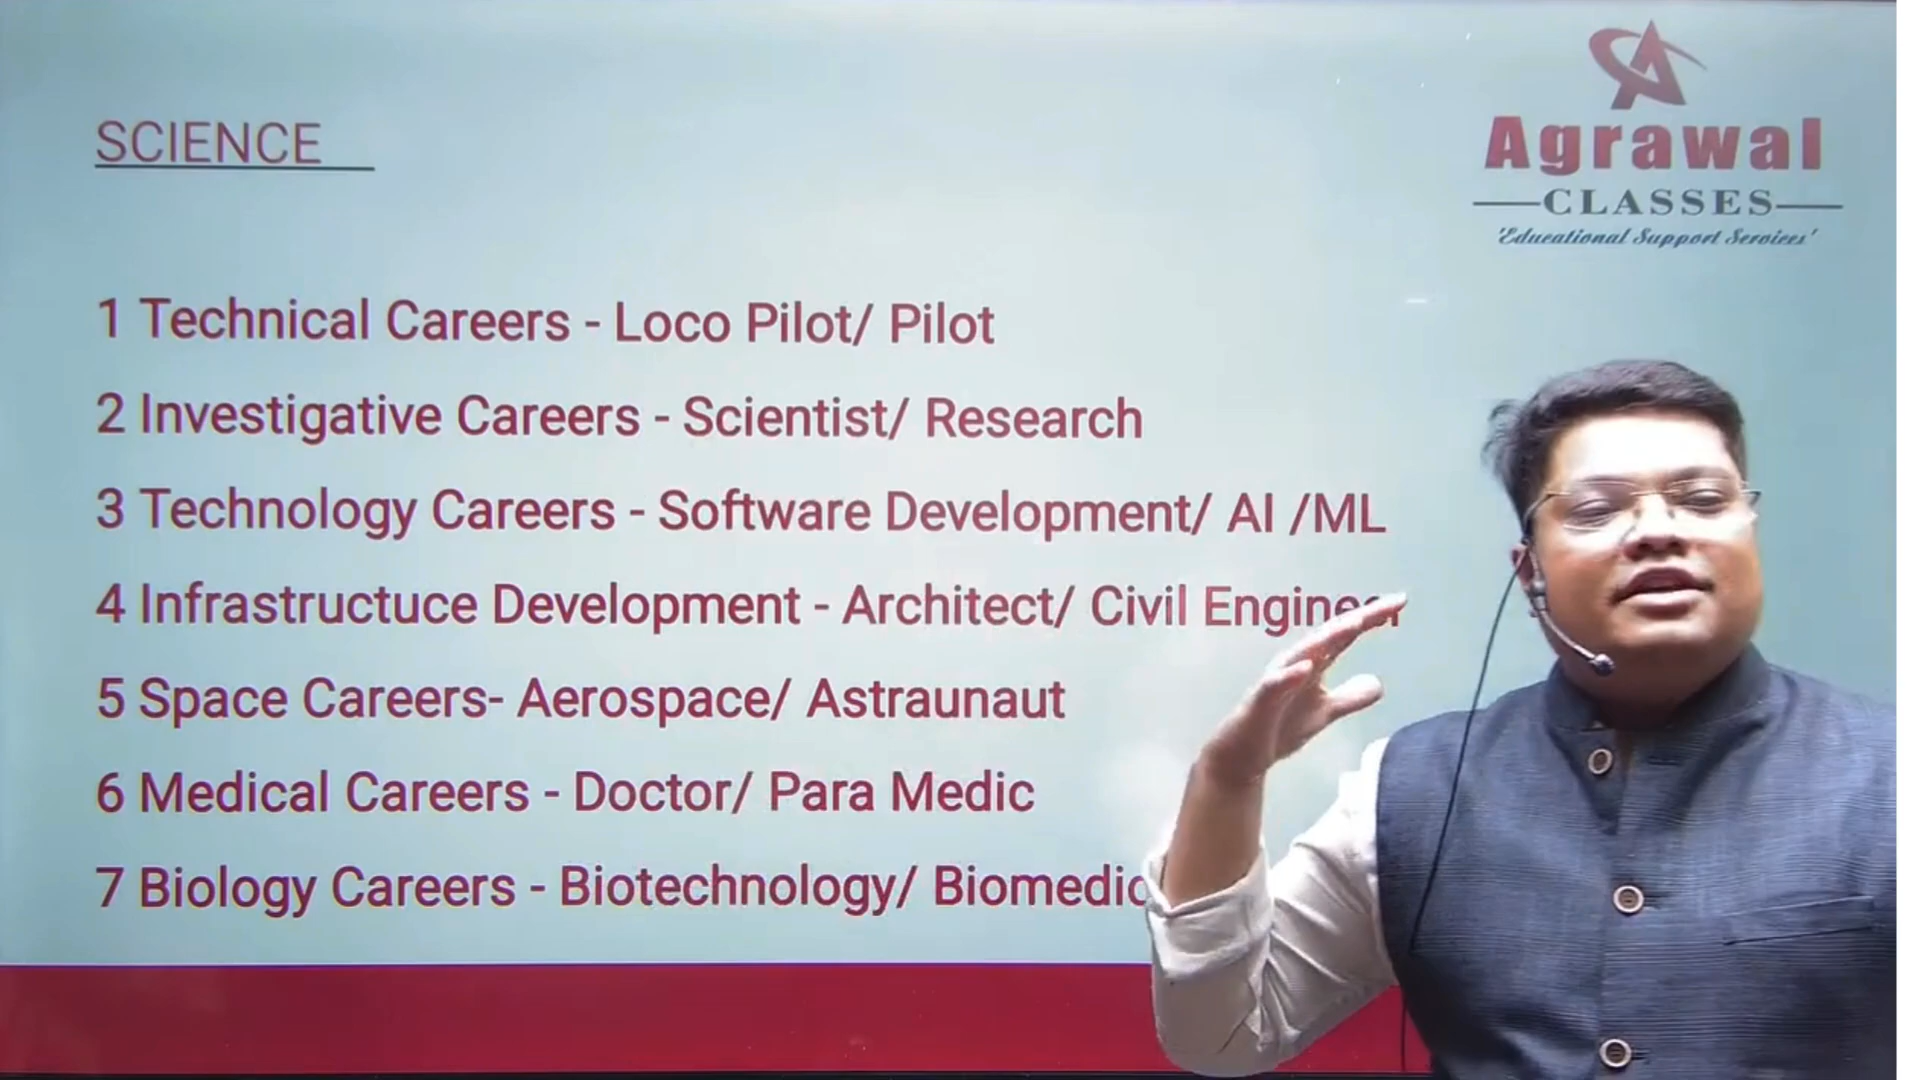 SCIENCE
Agrawal
CLASSES
'Educational Support Services'
1 Technical Careers - Loco Pilot/ Pilot
2 Investigative Careers - Scientist/ Research
3 Technology Careers - Software Development/ AI /ML
4 Infrastructuce Development - Architect/ Civil Engineer
5 Space Careers- Aerospace/ Astraunaut
6 Medical Careers - Doctor/ Para Medic
7 Biology Careers - Biotechnology/ Biomedic